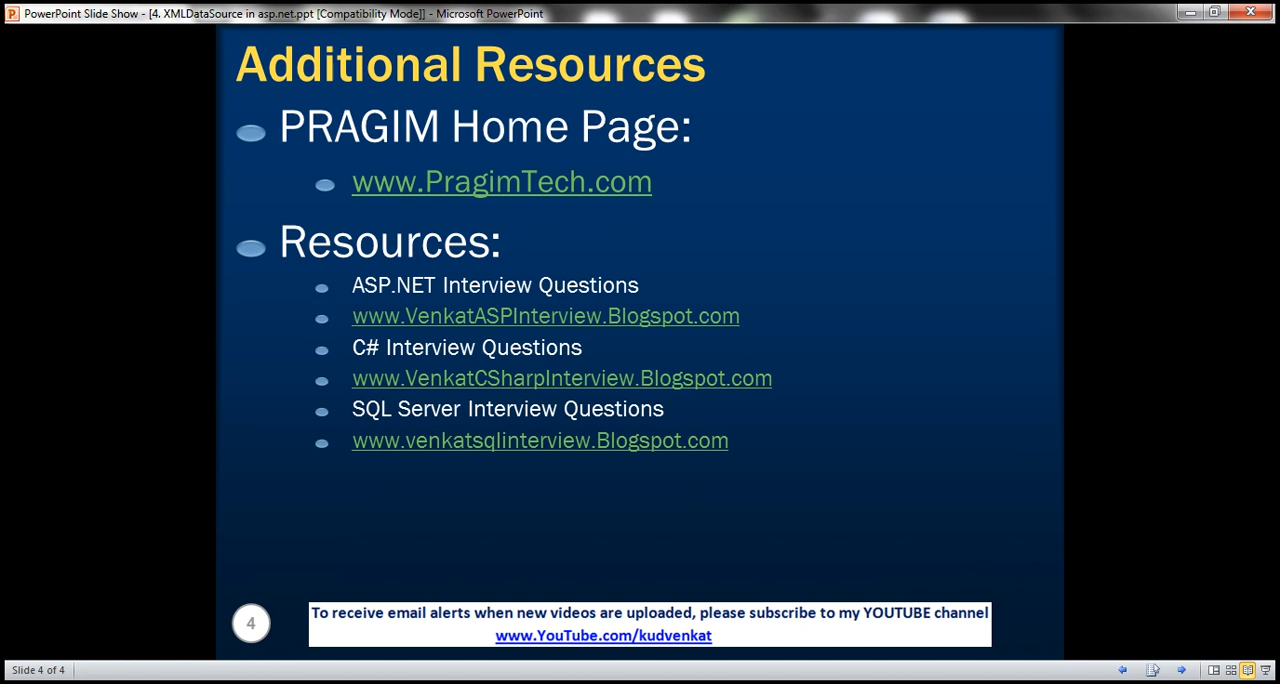 PowerPoint Slide Show - [4. XMLDataSource in asp.net.ppt [Compatibility Mode]] - Microsoft PowerPoint
Additional Resources
PRAGIM Home Page:
www.PragimTech.com
Resources:
ASP.NET Interview Questions
www.VenkatASPInterview.Blogspot.com
C# Interview Questions
www.VenkatCSharpInterview.Blogspot.com
SQL Server Interview Questions
www.venkatsqlinterview.Blogspot.com
4
To receive email alerts when new videos are uploaded, please subscribe to my YOUTUBE channel
www.YouTube.com/kudvenkat
Slide 4 of 4